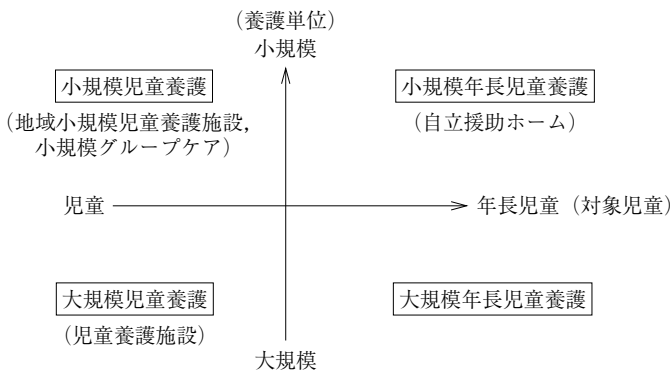 （養護単位）
小規模
小規模児童養護
小規模年長児童養護
（地域小規模児童養護施設，
小規模グループケア）
（自立援助ホーム）
児童
年長児童（対象児童）
大規模児童養護
大規模年長児童養護
（児童養護施設）
大規模